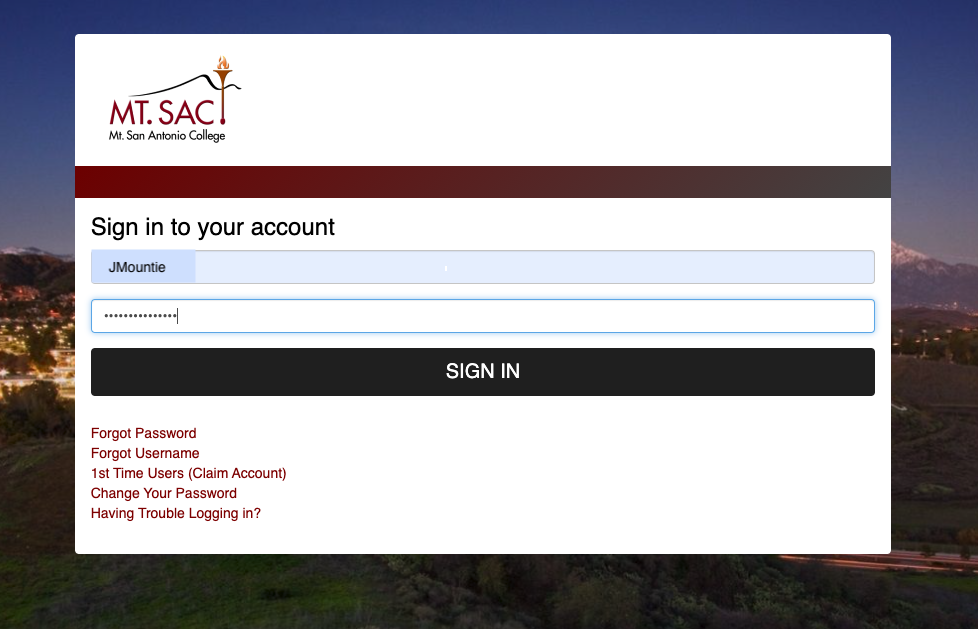 MT. SAC
Mt. San Antonio College
Sign in to your account
JMountie
•••••••••••••••
SIGN IN
Forgot Password
Forgot Username
1st Time Users (Claim Account)
Change Your Password
Having Trouble Logging in?